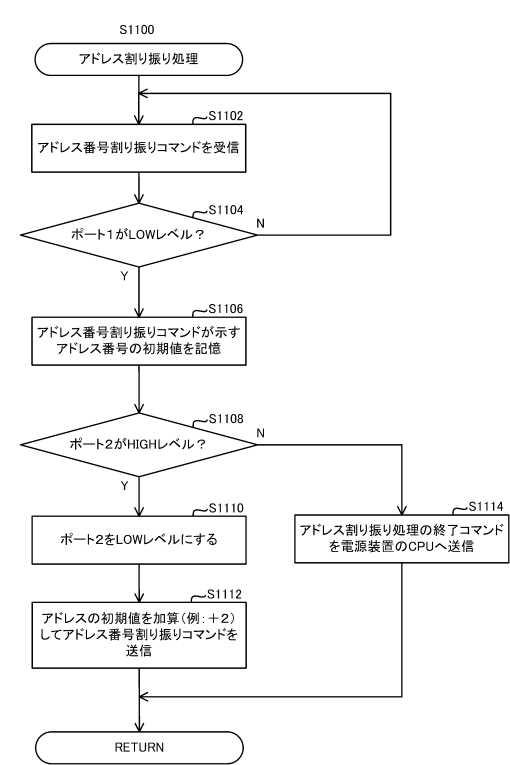 S1100
アドレス割り振り処理
S1102
アドレス番号割り振りコマンドを受信
S1104
ポート1がLOWレベル?
N
Y
S1106
アドレス番号割り振りコマンドが示す
アドレス番号の初期値を記憶
S1108
ポート2がHIGHレベル?
N
Y
S1110
ポート2をLOWレベルにする
S1114
アドレス割り振り処理の終了コマンド
を電源装置のCPUへ送信
S1112
アドレスの初期値を加算(例:+2)
してアドレス番号割り振りコマンドを
送信
RETURN